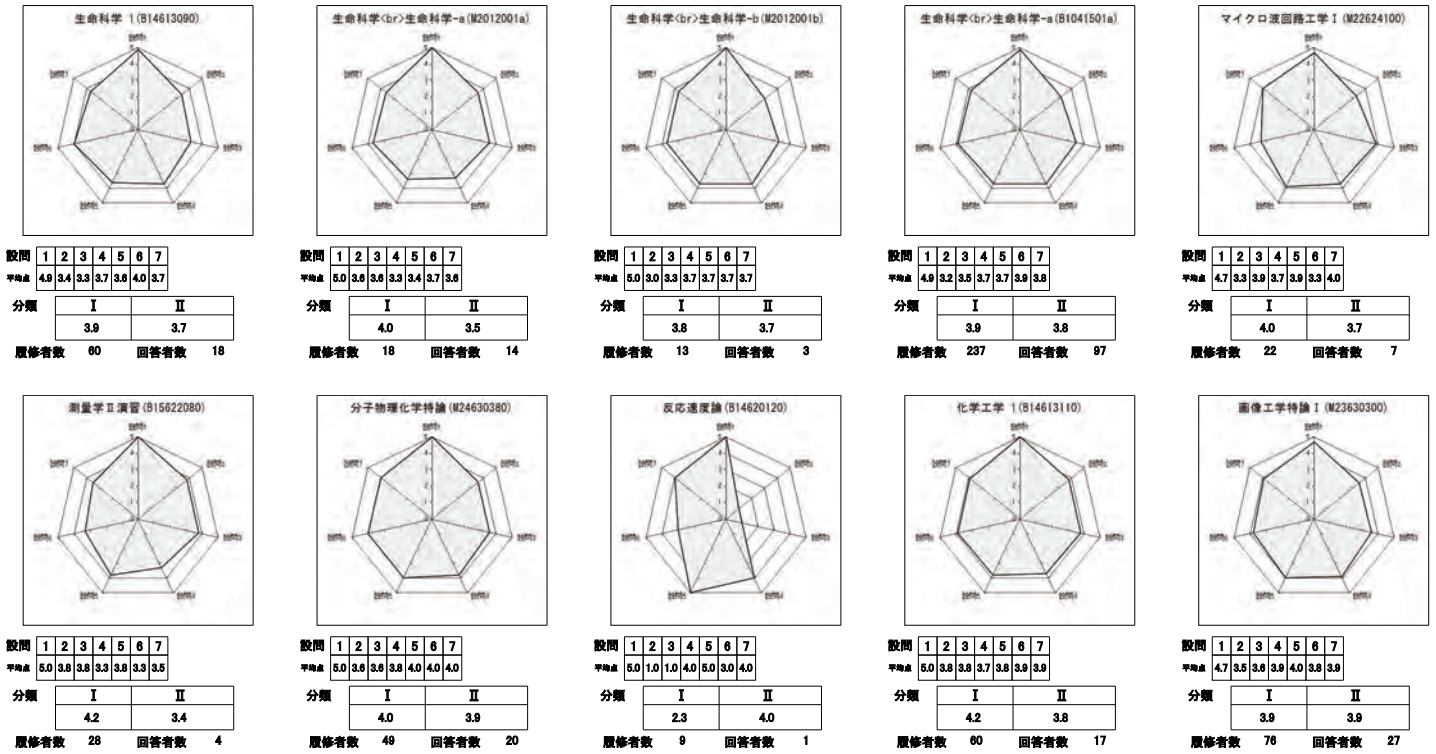 生命科学 1(B14613090)
設問 1 2 3 4 5 6 7
平均点 4.9 3.4 3.3 3.7 3.6 4.0 3.7
分類 Ⅰ Ⅱ
3.9 3.7
履修者数 60 回答者数 18
生命科学<br>生命科学-a(M2012001a)
設問 1 2 3 4 5 6 7
平均点 5.0 3.6 3.6 3.3 3.4 3.7 3.6
分類 Ⅰ Ⅱ
4.0 3.5
履修者数 18 回答者数 14
生命科学<br>生命科学-b(M2012001b)
設問 1 2 3 4 5 6 7
平均点 5.0 3.0 3.3 3.7 3.7 3.7 3.7
分類 Ⅰ Ⅱ
3.8 3.7
履修者数 13 回答者数 3
生命科学<br>生命科学-a(B1041501a)
設問 1 2 3 4 5 6 7
平均点 4.9 3.2 3.5 3.7 3.7 3.9 3.8
分類 Ⅰ Ⅱ
3.9 3.8
履修者数 237 回答者数 97
マイクロ波回路工学Ⅰ(M22624100)
設問 1 2 3 4 5 6 7
平均点 4.7 3.3 3.9 3.7 3.9 3.3 4.0
分類 Ⅰ Ⅱ
4.0 3.7
履修者数 22 回答者数 7
測量学Ⅱ演習(B15622080)
設問 1 2 3 4 5 6 7
平均点 5.0 3.8 3.8 3.3 3.8 3.3 3.5
分類 Ⅰ Ⅱ
4.2 3.4
履修者数 28 回答者数 4
分子物理化学特論(M24630380)
設問 1 2 3 4 5 6 7
平均点 5.0 3.6 3.6 3.8 4.0 4.0 4.0
分類 Ⅰ Ⅱ
4.0 3.9
履修者数 49 回答者数 20
反応速度論(B14620120)
設問 1 2 3 4 5 6 7
平均点 5.0 1.0 1.0 4.0 5.0 3.0 4.0
分類 Ⅰ Ⅱ
2.3 4.0
履修者数 9 回答者数 1
化学工学 1(B14613110)
設問 1 2 3 4 5 6 7
平均点 5.0 3.8 3.8 3.7 3.8 3.9 3.9
分類 Ⅰ Ⅱ
4.2 3.8
履修者数 60 回答者数 17
画像工学特論Ⅰ(M23630300)
設問 1 2 3 4 5 6 7
平均点 4.7 3.5 3.6 3.9 4.0 3.8 3.9
分類 Ⅰ Ⅱ
3.9 3.9
履修者数 76 回答者数 27